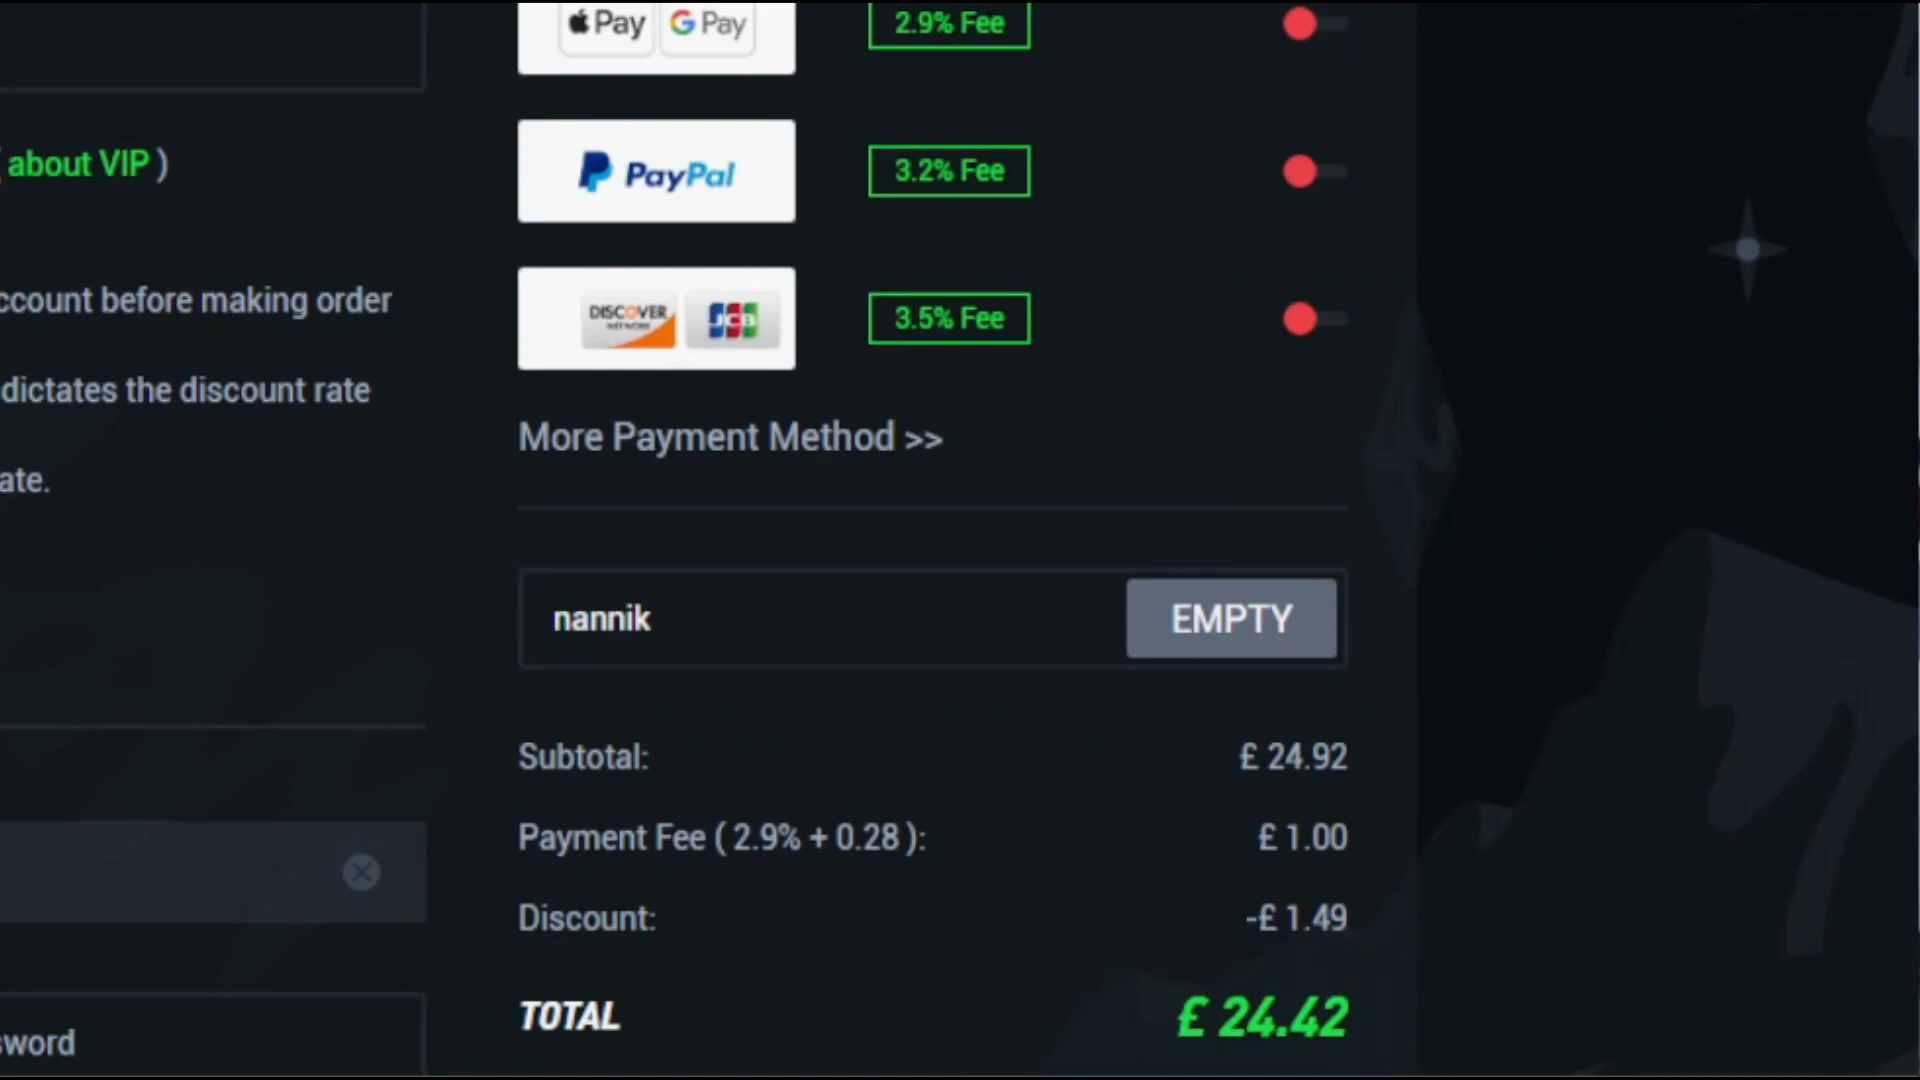 Pay G Pay 2.9% Fee
about VIP )
PayPal 3.2% Fee
ccount before making order
DISCOVER NETWORK JCB 3.5% Fee
dictates the discount rate
More Payment Method >>
ate.
nannik EMPTY
Subtotal: £ 24.92
Payment Fee ( 2.9% + 0.28 ): £ 1.00
Discount: -£ 1.49
TOTAL £ 24.42
sword